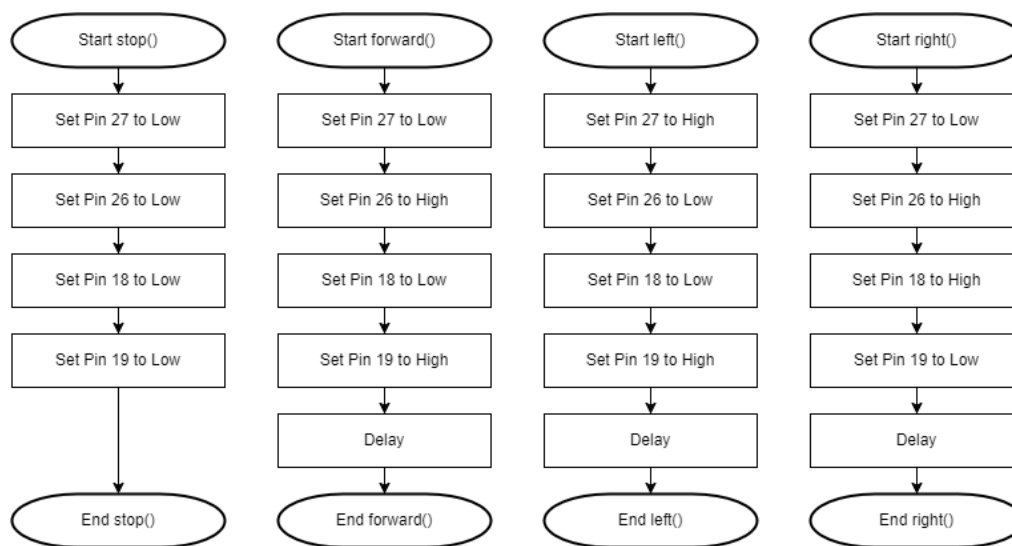 Start stop()
Set Pin 27 to Low
Set Pin 26 to Low
Set Pin 18 to Low
Set Pin 19 to Low
End stop()
Start forward()
Set Pin 27 to Low
Set Pin 26 to High
Set Pin 18 to Low
Set Pin 19 to High
Delay
End forward()
Start left()
Set Pin 27 to High
Set Pin 26 to Low
Set Pin 18 to Low
Set Pin 19 to High
Delay
End left()
Start right()
Set Pin 27 to Low
Set Pin 26 to High
Set Pin 18 to High
Set Pin 19 to Low
Delay
End right()